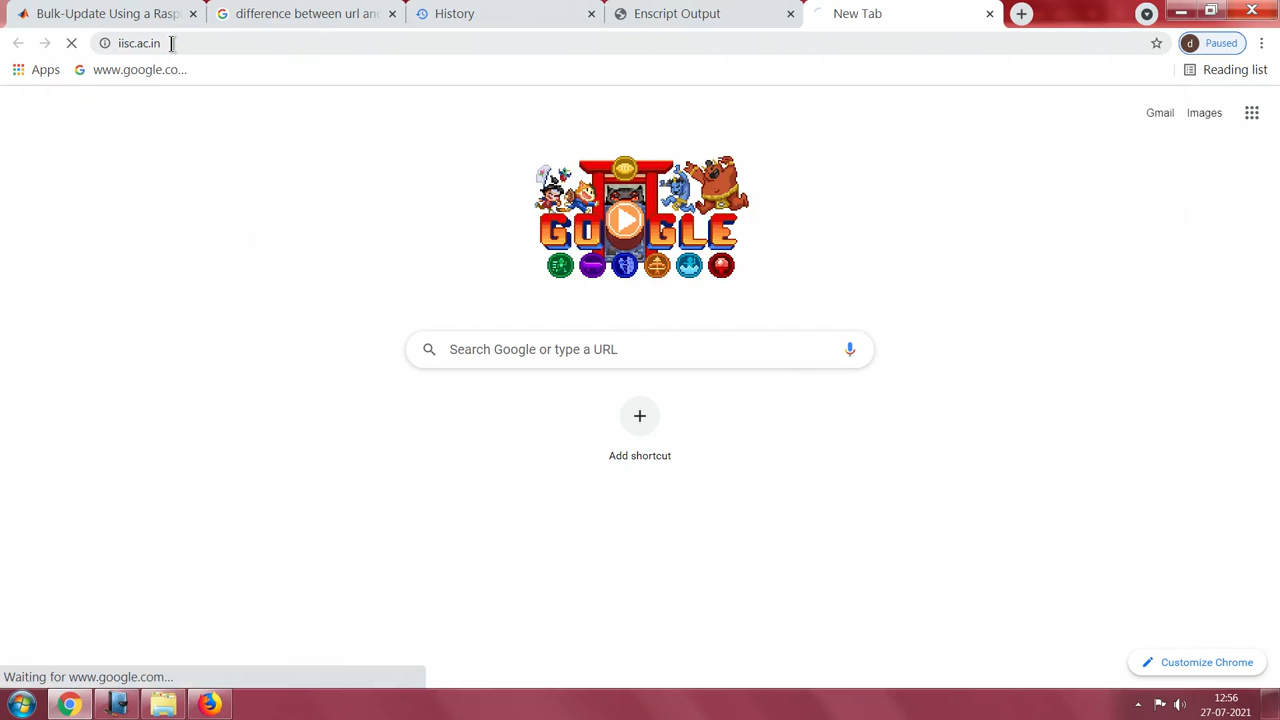 Bulk-Update Using a Rasp
difference between url and
History
Enscript Output
New Tab
iisc.ac.in
d
Paused
Apps
www.google.co...
Reading list
Gmail
Images
GOOGLE
Search Google or type a URL
Add shortcut
Customize Chrome
Waiting for www.google.com...
12:56
27-07-2021